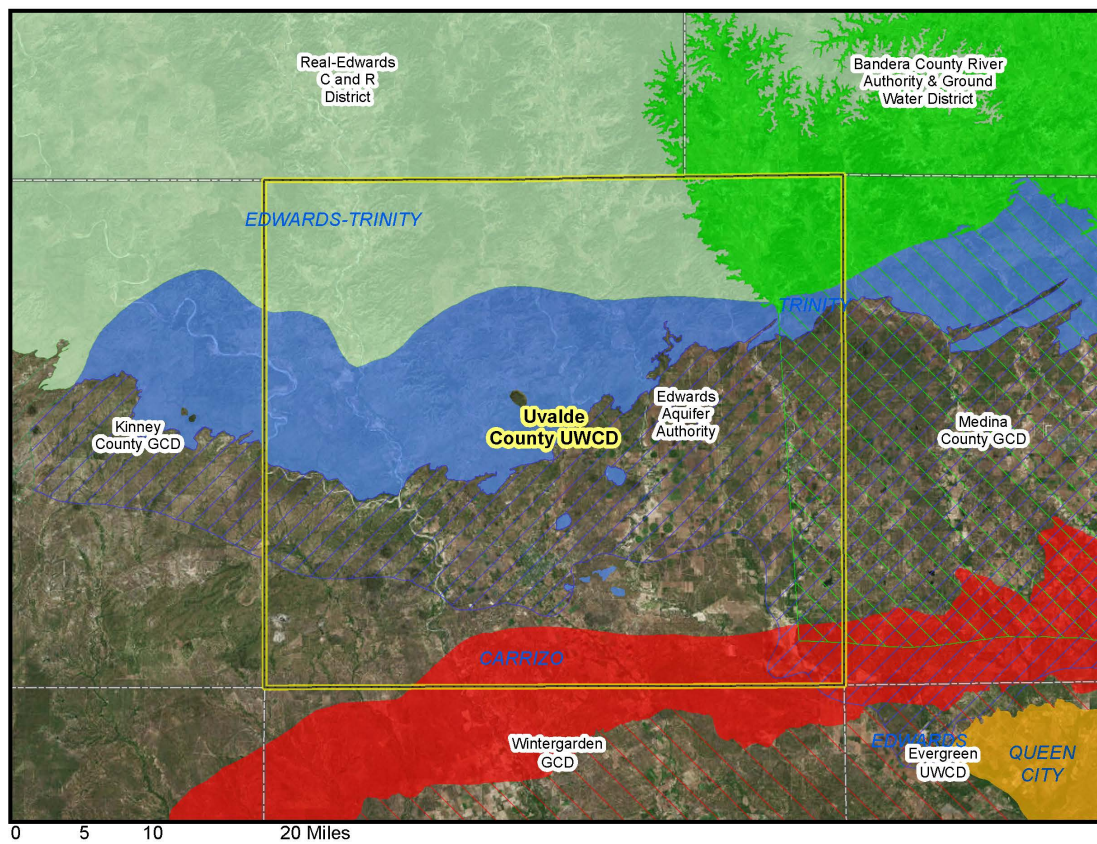 Real-Edwards
C and R
District
Bandera County River
Authority & Ground
Water District
EDWARDS-TRINITY
TRINITY
Kinney
County GCD
Uvalde
County UWCD
Edwards
Aquifer
Authority
Medina
County GCD
CARRIZO
Wintergarden
GCD
EDWARDS
Evergreen
UWCD
QUEEN
CITY
0 5 10 20 Miles